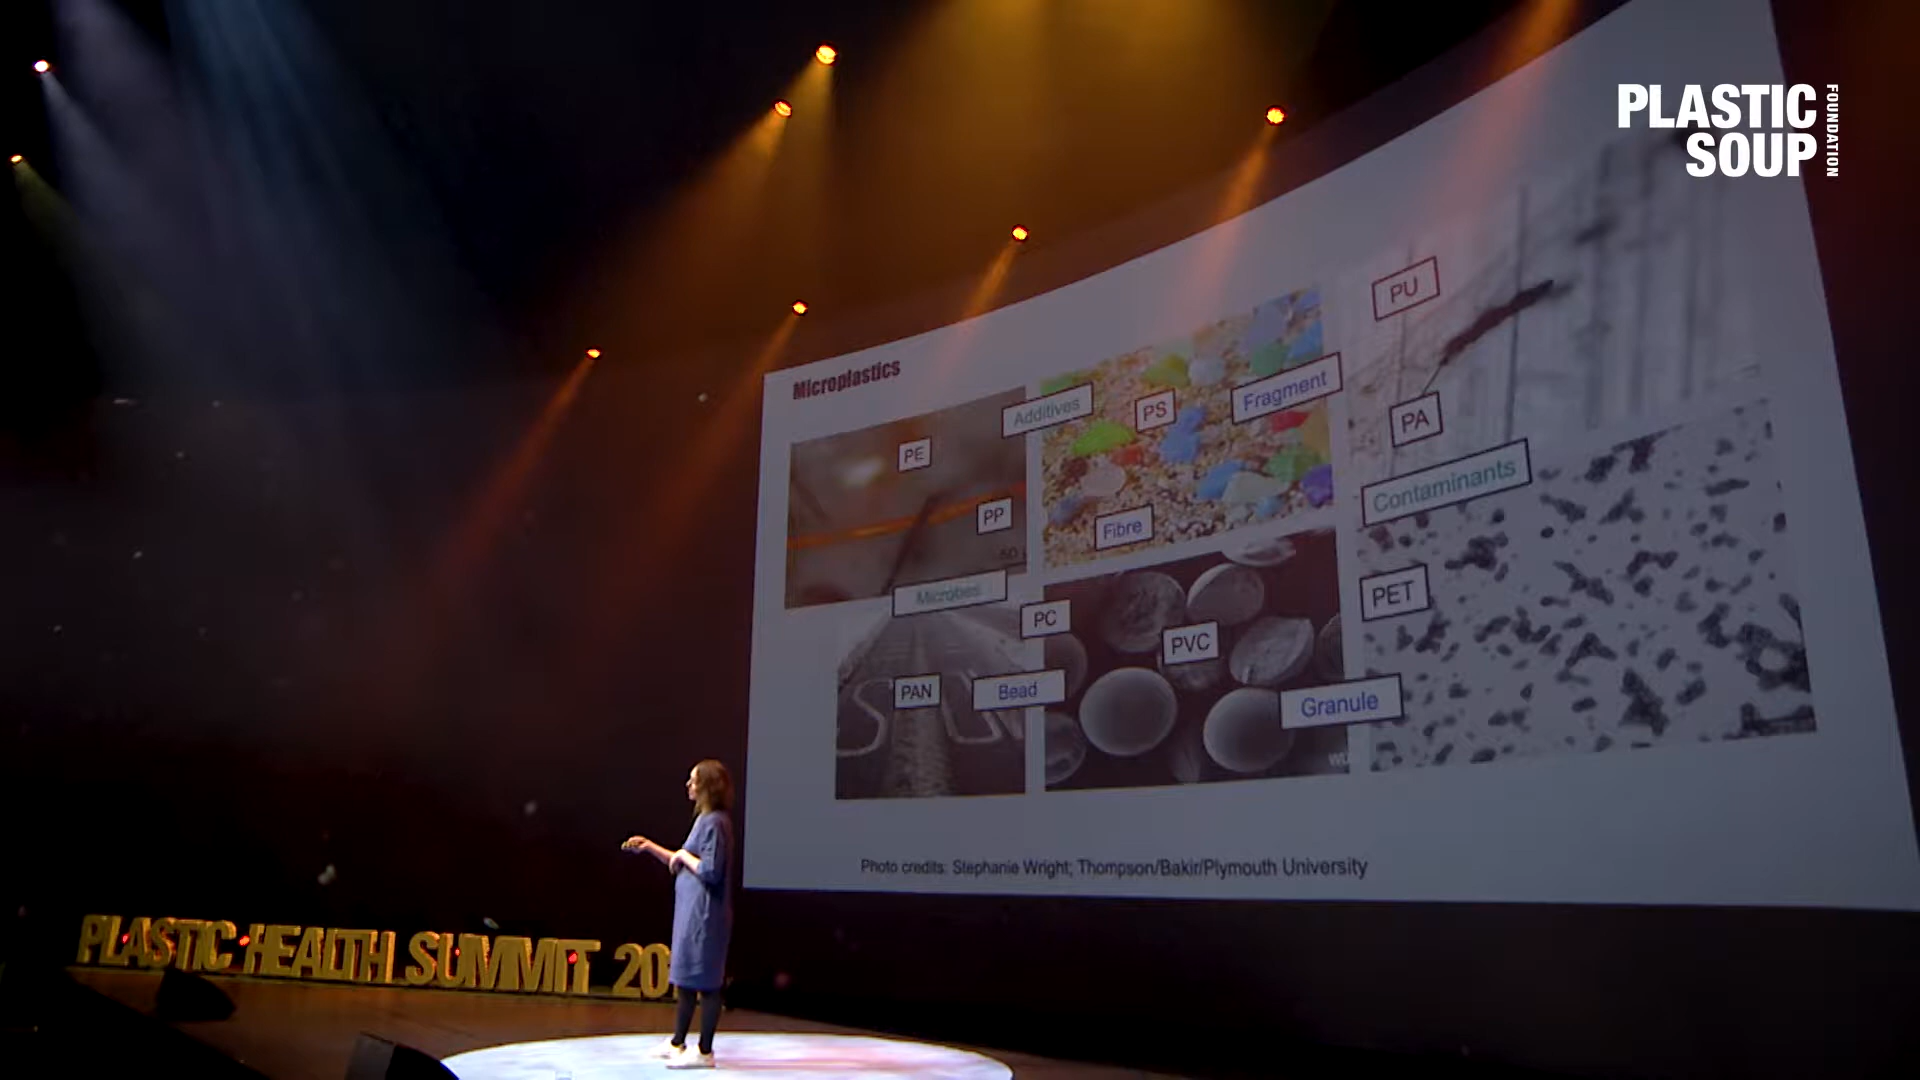 PLASTIC
SOUP
FOUNDATION
Microplastics
Additives
PS
Fragment
PU
PE
PA
PP
Fibre
Contaminants
Microbes
PC
PVC
PET
PAN
Bead
Granule
Photo credits: Stephanie Wright; Thompson/Bakir/Plymouth University
PLASTIC HEALTH SUMMIT 20